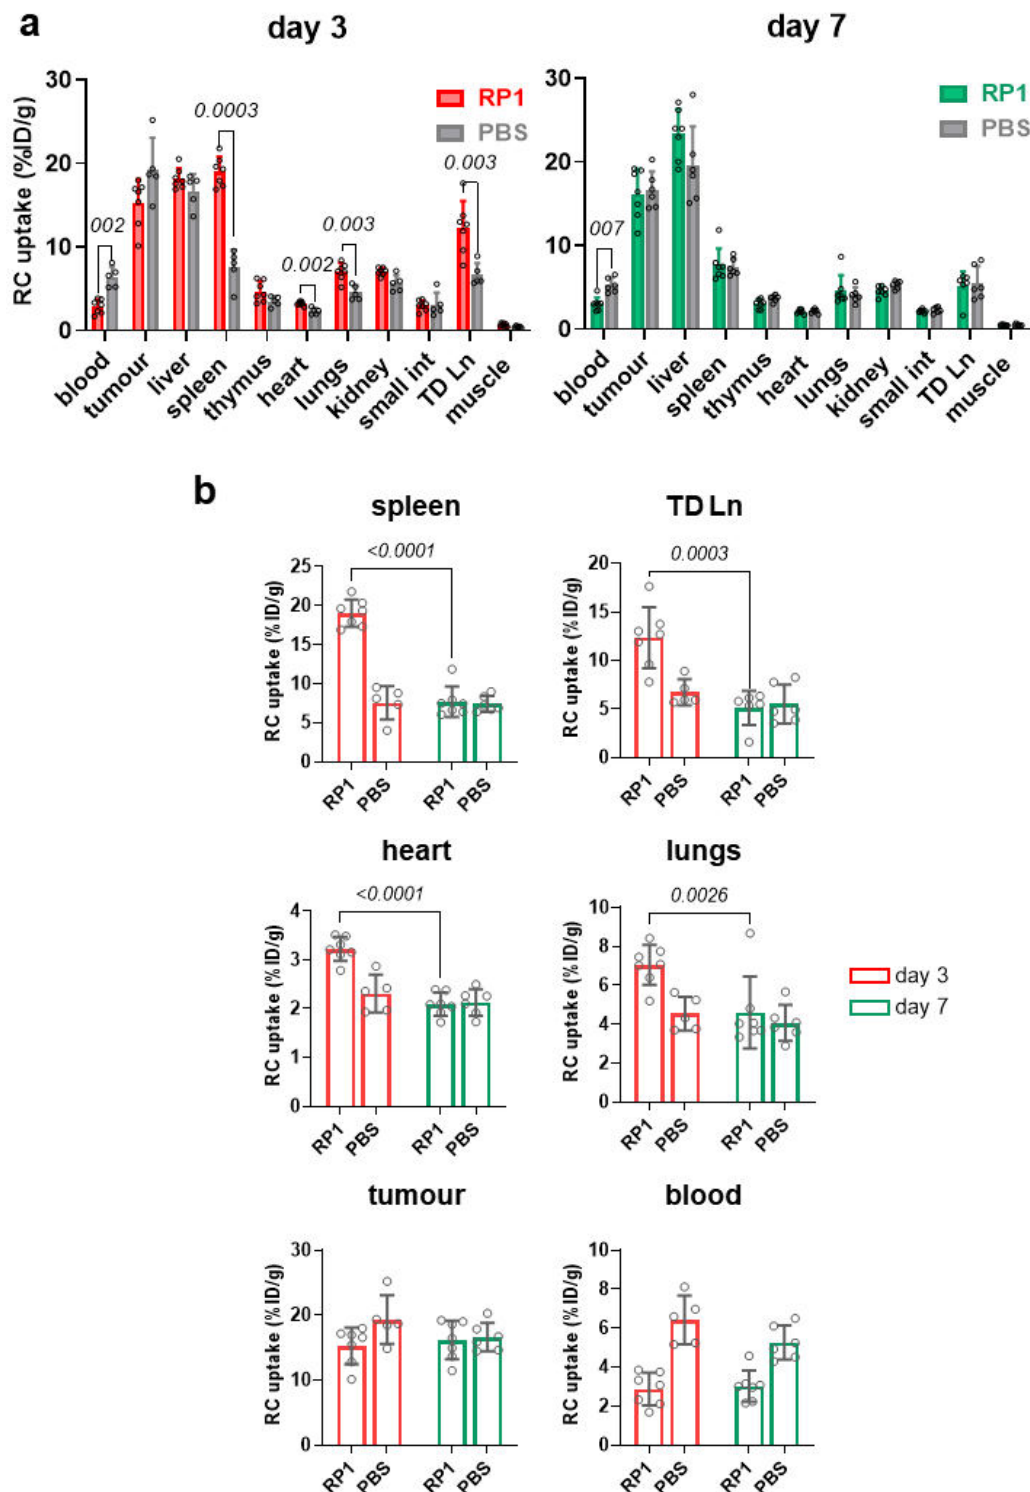 a
day 3
day 7
RC uptake (%ID/g)
30
20
10
0
RP1
PBS
002
0.0003
0.002
0.003
0.003
blood
tumour
liver
spleen
thymus
heart
lungs
kidney
small int
TD Ln
muscle
30
20
10
0
RP1
PBS
007
blood
tumour
liver
spleen
thymus
heart
lungs
kidney
small int
TD Ln
muscle
b
spleen
RC uptake (%ID/g)
25
20
15
10
5
0
<0.0001
RP1
PBS
RP1
PBS
TD Ln
RC uptake (%ID/g)
20
15
10
5
0
0.0003
RP1
PBS
RP1
PBS
heart
RC uptake (%ID/g)
4
3
2
1
0
<0.0001
RP1
PBS
RP1
PBS
lungs
RC uptake (%ID/g)
10
8
6
4
2
0
0.0026
RP1
PBS
RP1
PBS
day 3
day 7
tumour
RC uptake (%ID/g)
30
20
10
0
RP1
PBS
RP1
PBS
blood
RC uptake (%ID/g)
10
8
6
4
2
0
RP1
PBS
RP1
PBS